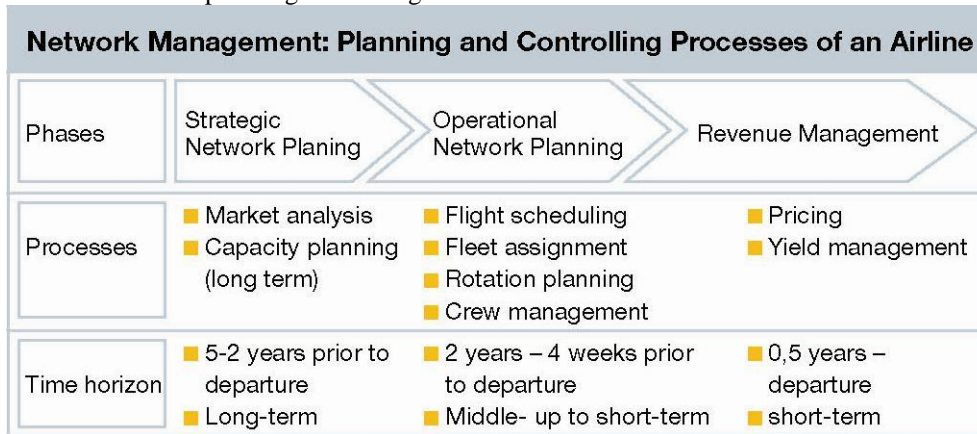 Network Management: Planning and Controlling Processes of an Airline
Phases
Strategic
Network Planing
Operational
Network Planning
Revenue Management
Processes
■ Market analysis
■ Capacity planning
(long term)
■ Flight scheduling
■ Fleet assignment
■ Rotation planning
■ Crew management
■ Pricing
■ Yield management
Time horizon
■ 5-2 years prior to
departure
■ Long-term
■ 2 years – 4 weeks prior
to departure
■ Middle- up to short-term
■ 0,5 years –
departure
■ short-term